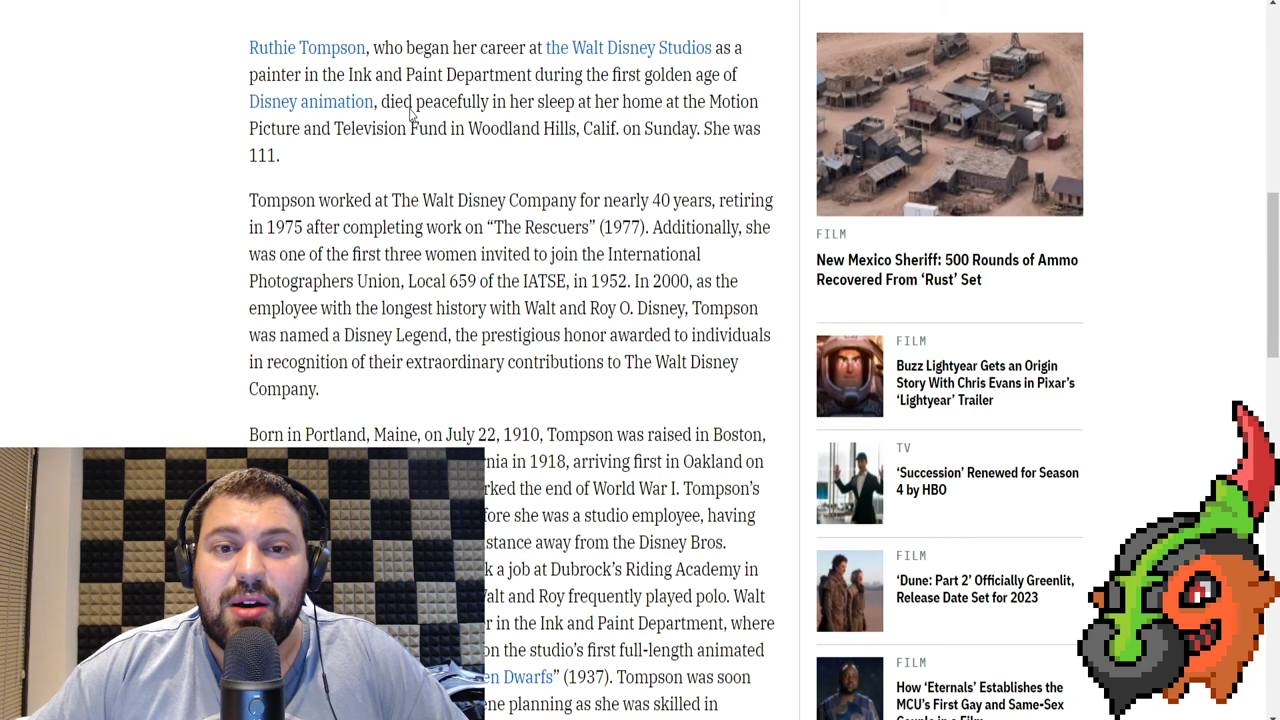 Ruthie Tompson, who began her career at the Walt Disney Studios as a
painter in the Ink and Paint Department during the first golden age of
Disney animation, died peacefully in her sleep at her home at the Motion
Picture and Television Fund in Woodland Hills, Calif. on Sunday. She was
111.
Tompson worked at The Walt Disney Company for nearly 40 years, retiring
in 1975 after completing work on “The Rescuers” (1977). Additionally, she
was one of the first three women invited to join the International
Photographers Union, Local 659 of the IATSE, in 1952. In 2000, as the
employee with the longest history with Walt and Roy O. Disney, Tompson
was named a Disney Legend, the prestigious honor awarded to individuals
in recognition of their extraordinary contributions to The Walt Disney
Company.
Born in Portland, Maine, on July 22, 1910, Tompson was raised in Boston,
in 1918, arriving first in Oakland on
the end of World War I. Tompson’s
she was a studio employee, having
away from the Disney Bros.
a job at Dubrock’s Riding Academy in
and Roy frequently played polo. Walt
in the Ink and Paint Department, where
on the studio’s first full-length animated
Dwarfs” (1937). Tompson was soon
planning as she was skilled in
FILM
New Mexico Sheriff: 500 Rounds of Ammo
Recovered From ‘Rust’ Set
FILM
Buzz Lightyear Gets an Origin
Story With Chris Evans in Pixar’s
‘Lightyear’ Trailer
TV
‘Succession’ Renewed for Season
4 by HBO
FILM
‘Dune: Part 2’ Officially Greenlit,
Release Date Set for 2023
FILM
How ‘Eternals’ Establishes the
MCU’s First Gay and Same-Sex
Couple in a Film